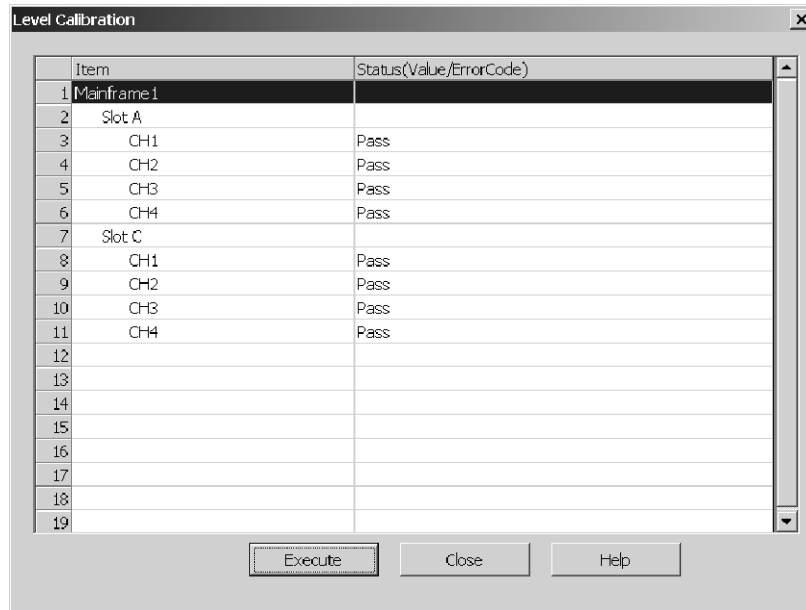 Level Calibration
Item Status(Value/ErrorCode)
1 Mainframe1
2 Slot A
3 CH1 Pass
4 CH2 Pass
5 CH3 Pass
6 CH4 Pass
7 Slot C
8 CH1 Pass
9 CH2 Pass
10 CH3 Pass
11 CH4 Pass
12
13
14
15
16
17
18
19
Execute Close Help